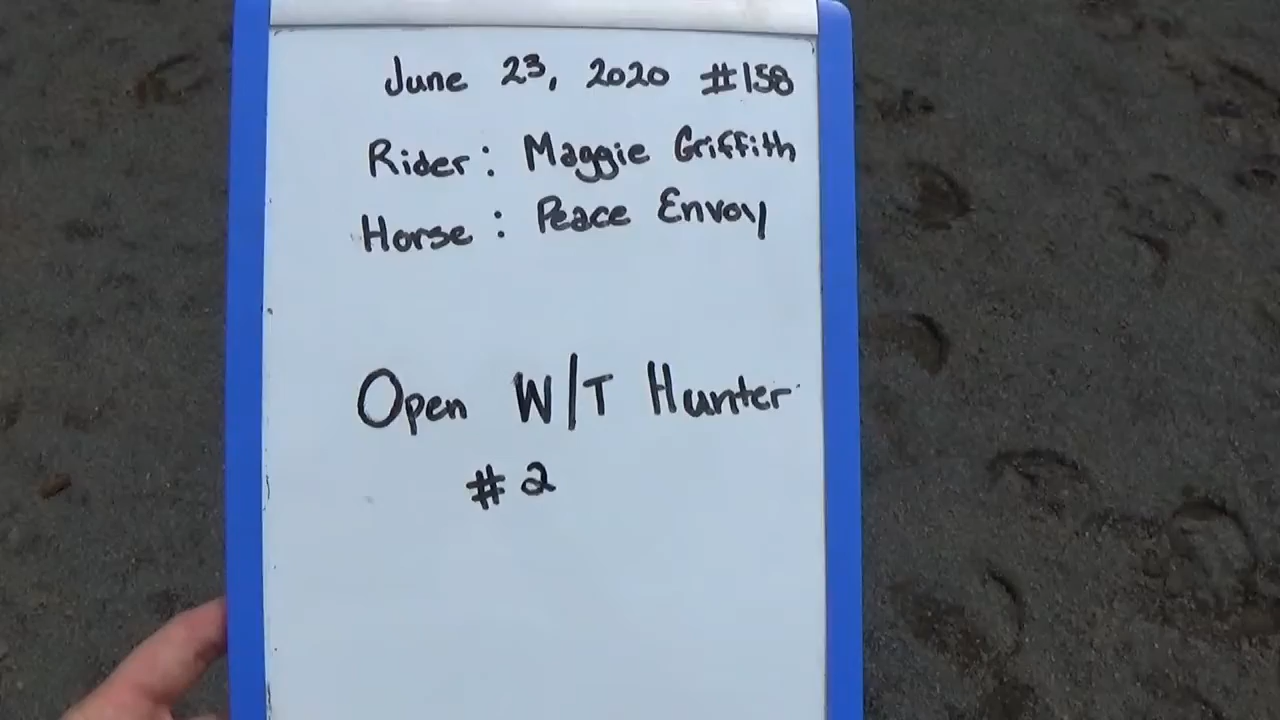 June 23, 2020 #158
Rider: Maggie Griffith
Horse: Peace Envoy
Open W/T Hunter
#2